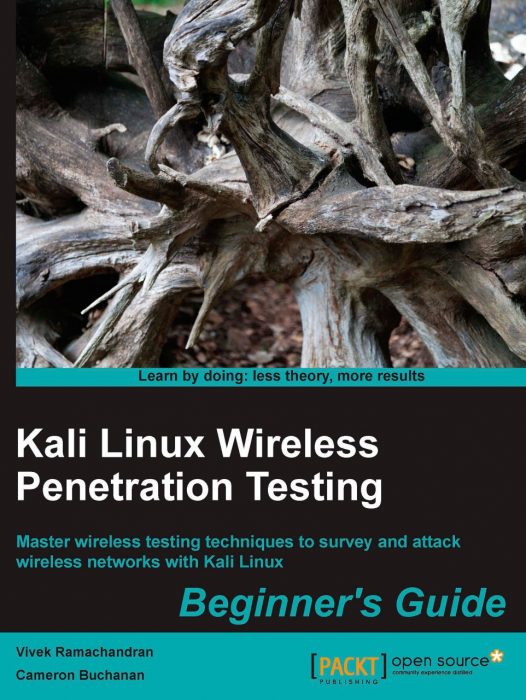 Learn by doing: less theory, more results
Kali Linux Wireless
Penetration Testing
Master wireless testing techniques to survey and attack
wireless networks with Kali Linux
Beginner's Guide
Vivek Ramachandran
Cameron Buchanan
[PACKT] open source*
PUBLISHING
community experience distilled